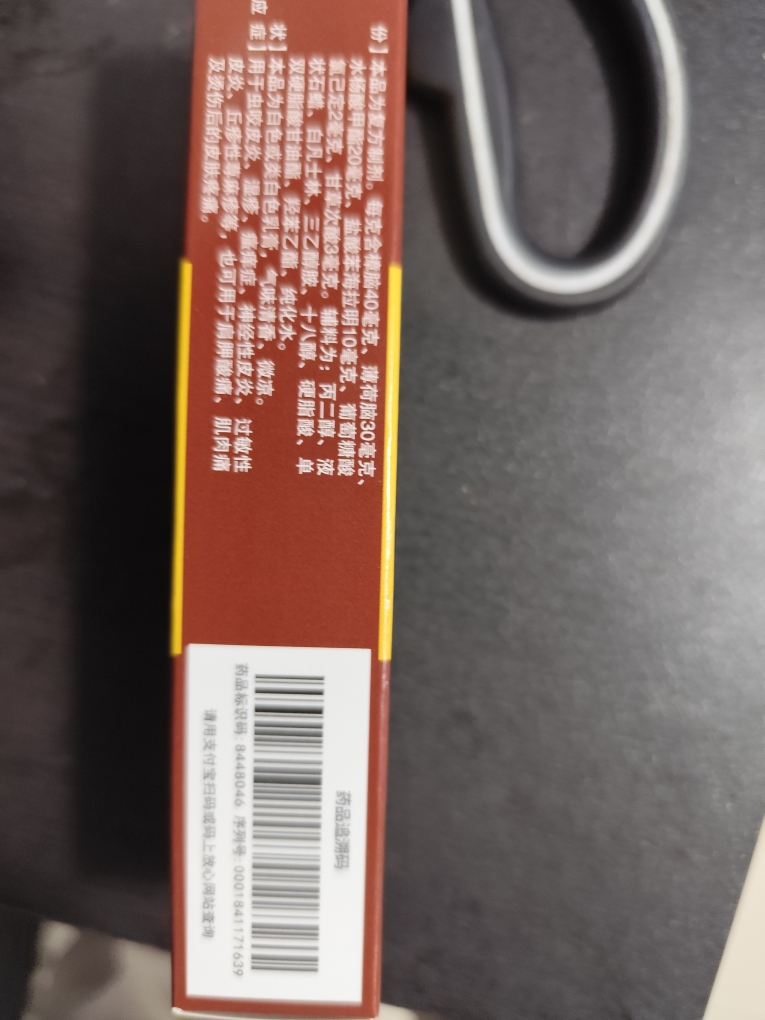 份】本品为复方制剂。每克含樟脑40毫克、薄荷脑30毫克、
水杨酸甲酯20毫克、盐酸苯海拉明10毫克、葡萄糖酸
氯己定2毫克、甘草次酸3毫克。辅料为：丙二醇、液
状石蜡、白凡士林、三乙醇胺、十八醇、硬脂酸、单
双硬脂酸甘油酯、羟苯乙酯、纯化水。
状】本品为白色或类白色乳膏，气味清香，微凉。
应 症】用于虫咬皮炎、湿疹、瘙痒症、神经性皮炎、过敏性
皮炎、丘疹性荨麻疹等，也可用于肩胛酸痛、肌肉痛
及烫伤后的皮肤疼痛。
药品追溯码
药品标识码:8448046 序列号:0001841171639
请用支付宝扫码或码上放心网站查询